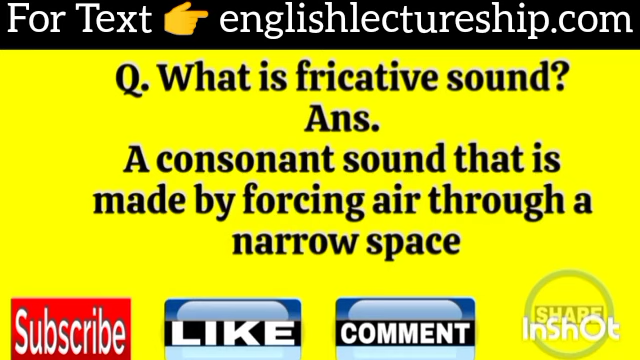 For Text 👉 englishlectureship.com
Q. What is fricative sound?
Ans.
A consonant sound that is
made by forcing air through a
narrow space
Subscribe
LIKE
COMMENT
SHARE
InShOt